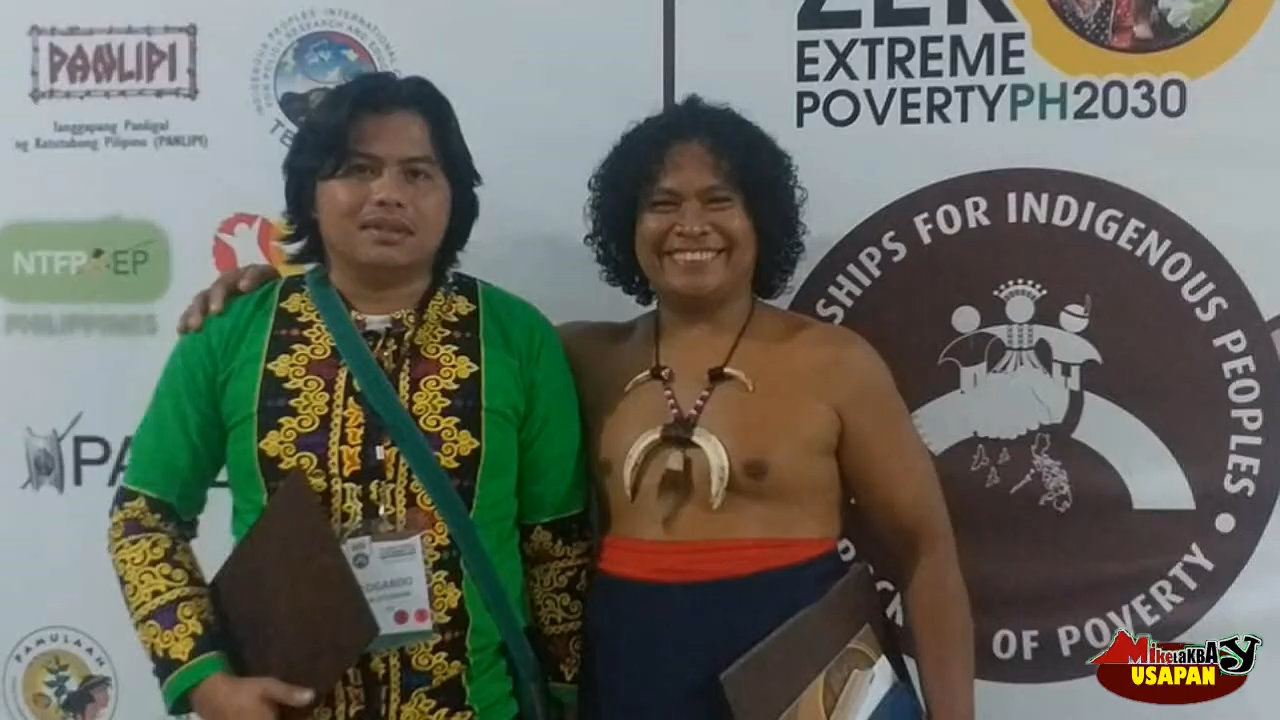 PANLIPI
Tanggapang Panligal
ng Katutubong Pilipino (PANLIPI)
NTFP EP
PHILIPPINES
PAMULAAN
EXTREME
POVERTYPH2030
SHIPS FOR INDIGENOUS PEOPLES
OF POVERTY
MikelaKBAY
USAPAN